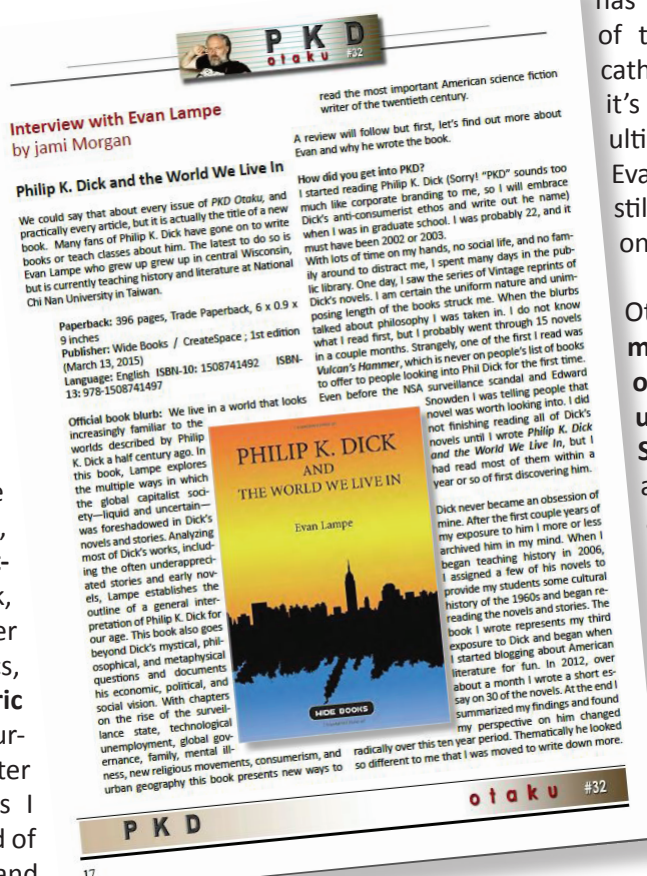 PKD
otaku #32
Interview with Evan Lampe
by jami Morgan
Philip K. Dick and the World We Live In
We could say that about every issue of PKD Otaku, and
practically every article, but it is actually the title of a new
book. Many fans of Philip K. Dick have gone on to write
books or teach classes about him. The latest to do so is
Evan Lampe who grew up grew up in central Wisconsin,
but is currently teaching history and literature at National
Chi Nan University in Taiwan.
Paperback: 396 pages, Trade Paperback, 6 x 0.9 x
9 inches
Publisher: Wide Books / CreateSpace ; 1st edition
(March 13, 2015)
Language: English ISBN-10: 1508741492 ISBN-
13: 978-1508741497
Official book blurb: We live in a world that looks
increasingly familiar to the
worlds described by Philip
K. Dick a half century ago. In
this book, Lampe explores
the multiple ways in which
the global capitalist soci-
ety—liquid and uncertain—
was foreshadowed in Dick's
novels and stories. Analyzing
most of Dick's works, includ-
ing the often underappreci-
ated stories and early nov-
els, Lampe establishes the
outline of a general inter-
pretation of Philip K. Dick for
our age. This book also goes
beyond Dick's mystical, phil-
osophical, and metaphysical
questions and documents
his economic, political, and
social vision. With chapters
on the rise of the surveil-
lance state, technological
unemployment, global gov-
ernance, family, mental ill-
ness, new religious movements, consumerism, and
urban geography this book presents new ways to
read the most important American science fiction
writer of the twentieth century.
A review will follow but first, let's find out more about
Evan and why he wrote the book.
How did you get into PKD?
I started reading Philip K. Dick (Sorry! "PKD" sounds too
much like corporate branding to me, so I will embrace
Dick's anti-consumerist ethos and write out he name)
when I was in graduate school. I was probably 22, and it
must have been 2002 or 2003.
With lots of time on my hands, no social life, and no fam-
ily around to distract me, I spent many days in the pub-
lic library. One day, I saw the series of Vintage reprints of
Dick's novels. I am certain the uniform nature and unim-
posing length of the books struck me. When the blurbs
talked about philosophy I was taken in. I do not know
what I read first, but I probably went through 15 novels
in a couple months. Strangely, one of the first I read was
Vulcan's Hammer, which is never on people's list of books
to offer to people looking into Phil Dick for the first time.
Even before the NSA surveillance scandal and Edward
Snowden I was telling people that
novel was worth looking into. I did
not finishing reading all of Dick's
novels until I wrote Philip K. Dick
and the World We Live In, but I
had read most of them within a
year or so of first discovering him.
Dick never became an obsession of
mine. After the first couple years of
my exposure to him I more or less
archived him in my mind. When I
began teaching history in 2006,
I assigned a few of his novels to
provide my students some cultural
history of the 1960s and began re-
reading the novels and stories. The
book I wrote represents my third
exposure to Dick and began when
I started blogging about American
literature for fun. In 2012, over
about a month I wrote a short es-
say on 30 of the novels. At the end I
summarized my findings and found
my perspective on him changed
radically over this ten year period. Thematically he looked
so different to me that I was moved to write down more.
PHILIP K. DICK
AND
THE WORLD WE LIVE IN
Evan Lampe
WIDE BOOKS
PKD
otaku #32
17
has
of t
cath
it's
ulti
Eva
stil
on
Ot
m
o
u
S
a
e
,
k,
er
s,
ric
ur-
ter
s I
d of
and